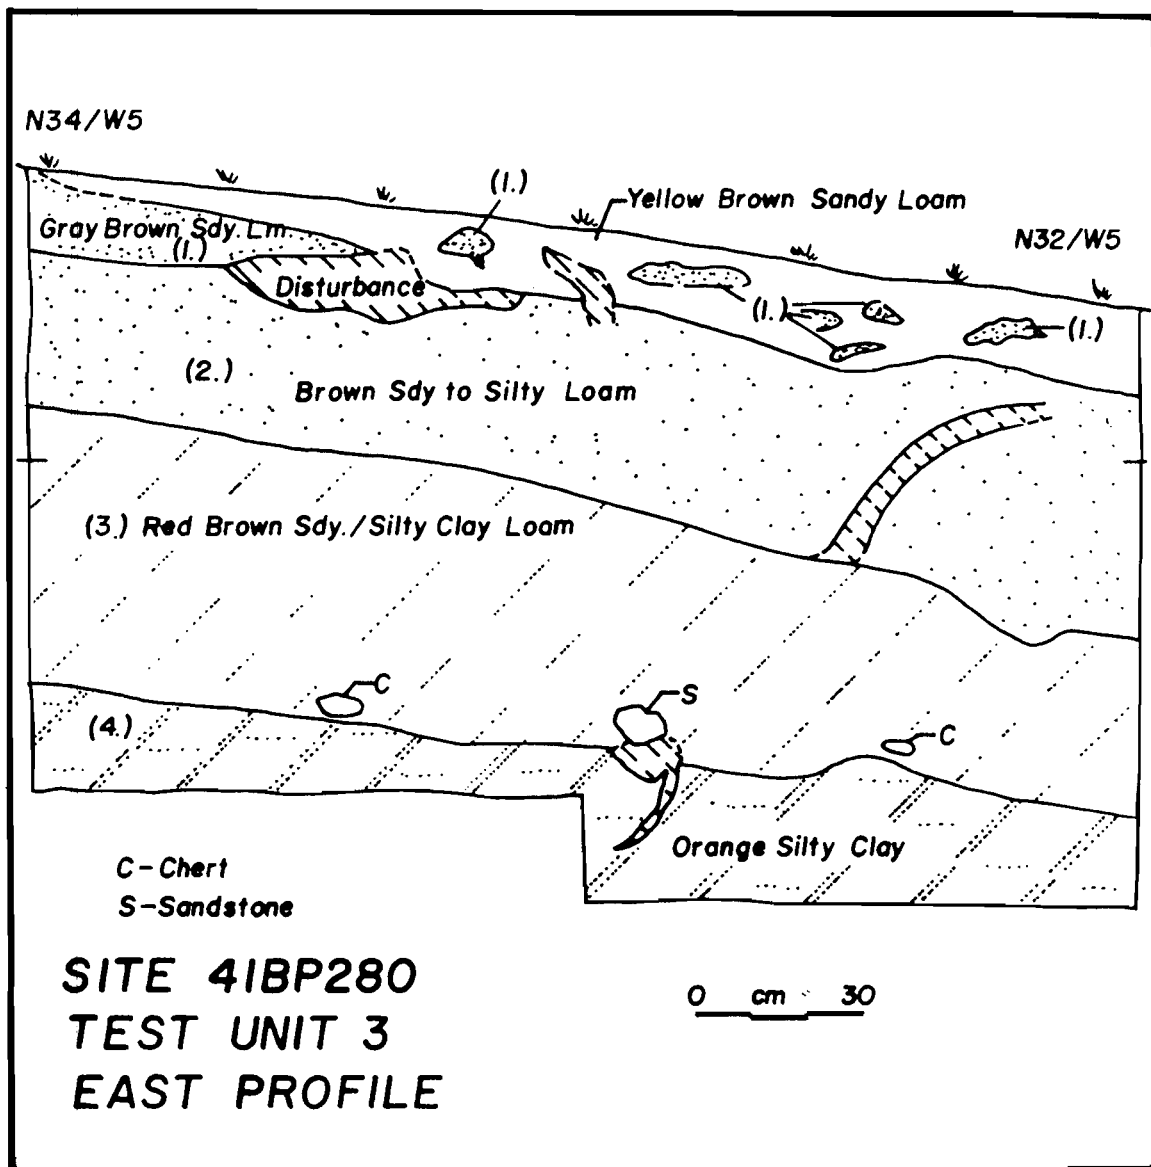 N34/W5
(1.)
Yellow Brown Sandy Loam
Gray Brown Sdy. Lm
(1.)
N32/W5
Disturbance
(1.)
(1.)
(2.)
Brown Sdy to Silty Loam
(3.) Red Brown Sdy./Silty Clay Loam
C
S
(4.)
C
Orange Silty Clay
C-Chert
S-Sandstone
SITE 41BP280
TEST UNIT 3
EAST PROFILE
0 cm 30